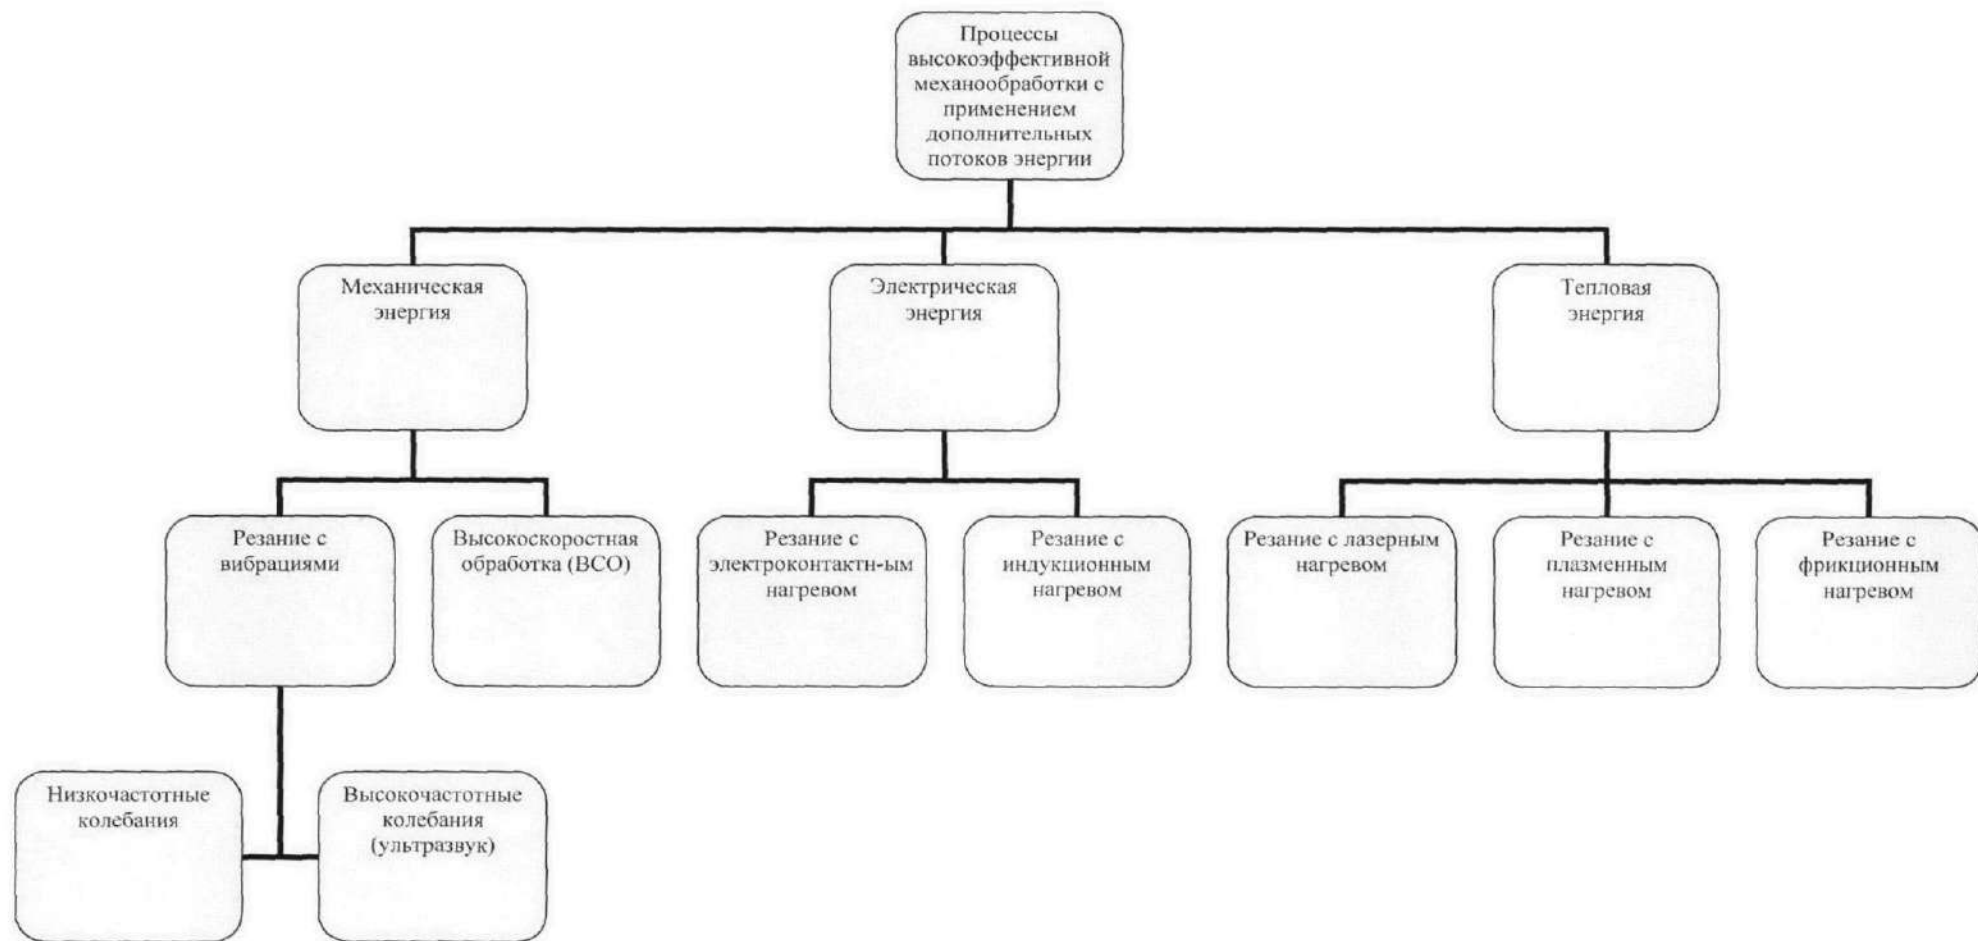 Процессы
высокоэффективной
механообработки с
применением
дополнительных
потоков энергии
Механическая
энергия
Электрическая
энергия
Тепловая
энергия
Резание с
вибрациями
Высокоскоростная
обработка (ВСО)
Резание с
электроконтактн-ым
нагревом
Резание с
индукционным
нагревом
Резание с лазерным
нагревом
Резание с
плазменным
нагревом
Резание с
фрикционным
нагревом
Низкочастотные
колебания
Высокочастотные
колебания
(ультразвук)